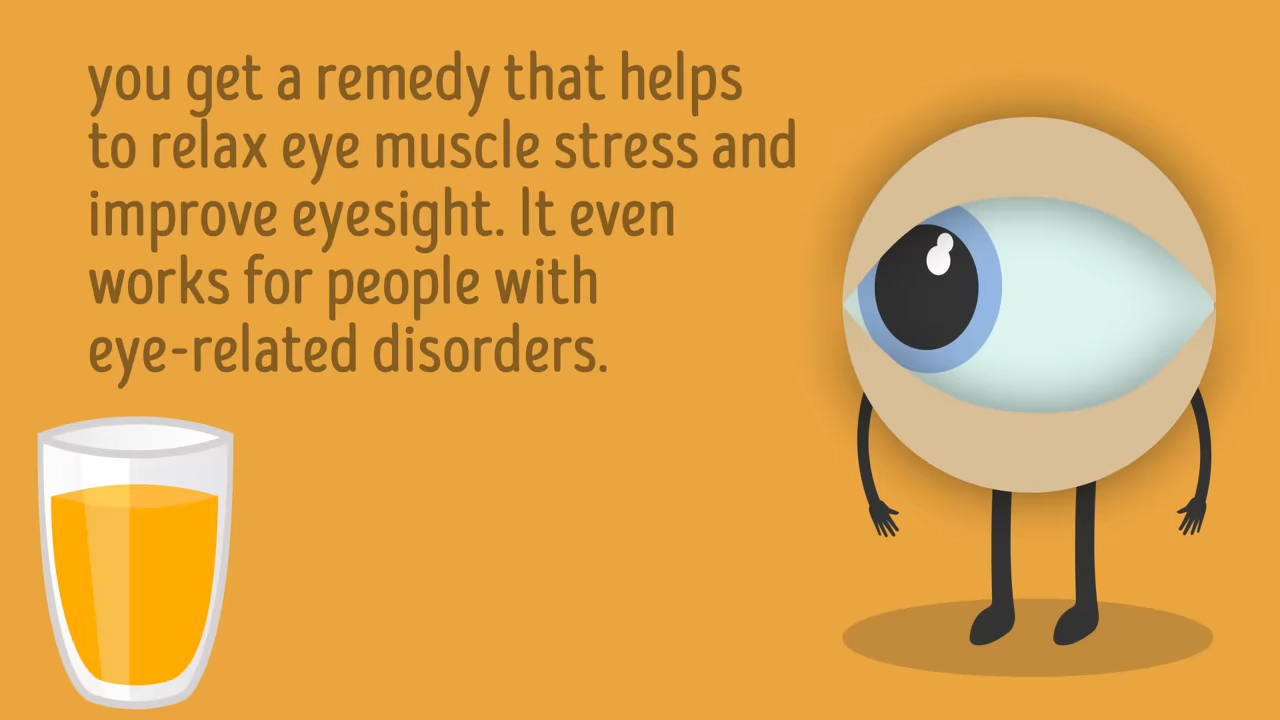 you get a remedy that helps
to relax eye muscle stress and
improve eyesight. It even
works for people with
eye-related disorders.